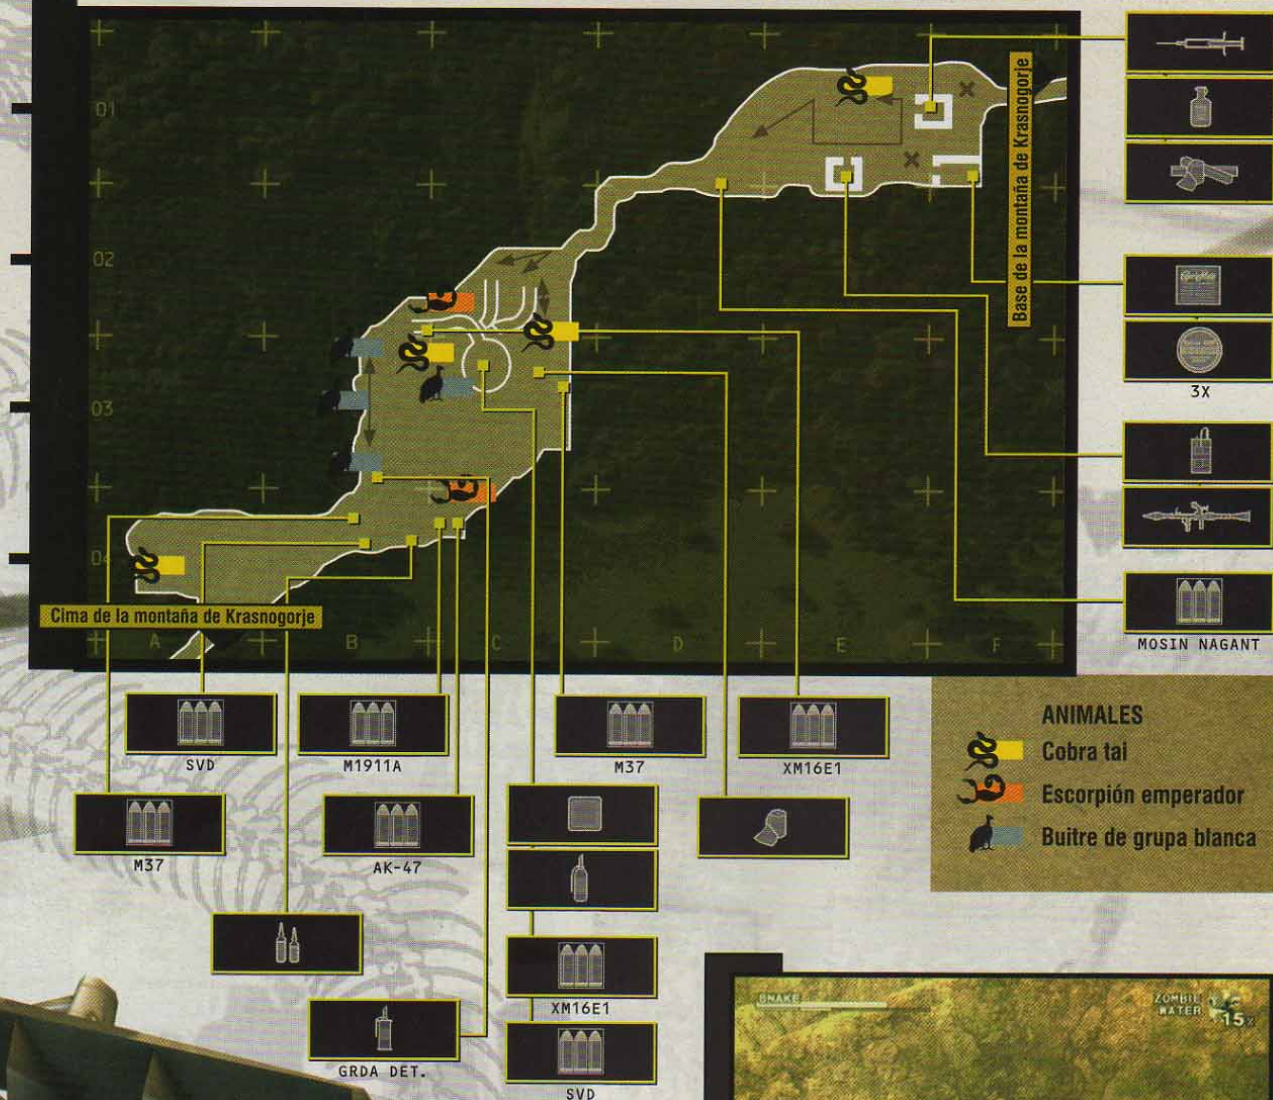 01
02
03
04
A
B
C
D
E
F
Base de la montaña de Krasnogorje
Cima de la montaña de Krasnogorje
3X
MOSIN NAGANT
SVD
M1911A
M37
XM16E1
M37
AK-47
XM16E1
GRDA DET.
SVD
ANIMALES
Cobra tai
Escorpión emperador
Buitre de grupa blanca
SNAKE
ZOMBIE
WATER
15%